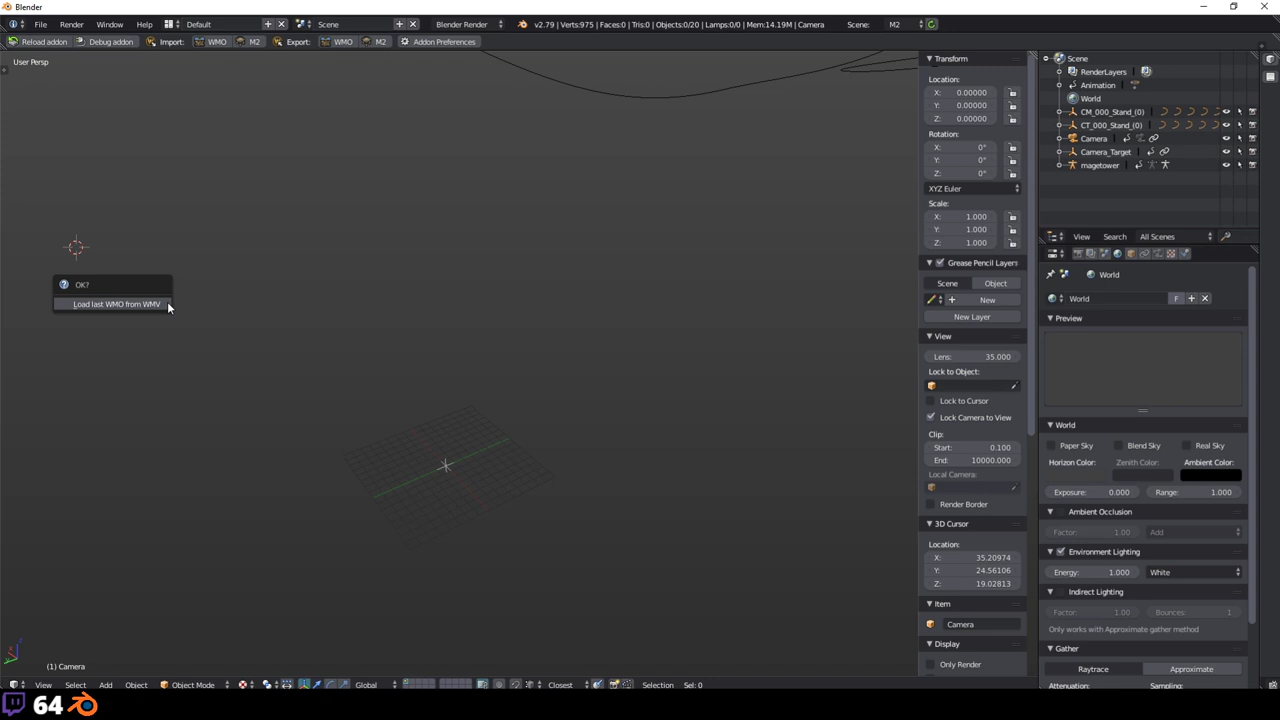 Blender
File Render Window Help Default Scene Blender Render v2.79 | Verts:975 | Faces:0 | Tris:0 | Objects:0/20 | Lamps:0/0 | Mem:14.19M | Camera Scene: M2
Reload addon Debug addon Import: WMO M2 Export: WMO M2 Addon Preferences
User Persp
OK?
Load last WMO from WMV
(1) Camera
View Select Add Object Object Mode Global Closest Selection Sel: 0
64
Transform
Location:
X: 0.00000
Y: 0.00000
Z: 0.00000
Rotation:
X: 0°
Y: 0°
Z: 0°
XYZ Euler
Scale:
X: 1.000
Y: 1.000
Z: 1.000
Grease Pencil Layers
Scene Object
New
New Layer
View
Lens: 35.000
Lock to Object:
Lock to Cursor
Lock Camera to View
Clip:
Start: 0.100
End: 10000.000
Local Camera:
Render Border
3D Cursor
Location:
X: 35.20974
Y: 24.56106
Z: 19.02813
Item
Camera
Display
Only Render
Scene
RenderLayers
Animation
World
CM_000_Stand_(0)
CT_000_Stand_(0)
Camera
Camera_Target
magetower
View Search All Scenes
World
World F
Preview
World
Paper Sky Blend Sky Real Sky
Horizon Color: Zenith Color: Ambient Color:
Exposure: 0.000 Range: 1.000
Ambient Occlusion
Factor: 1.00 Add
Environment Lighting
Energy: 1.000 White
Indirect Lighting
Factor: 1.00 Bounces: 1
Only works with Approximate gather method
Gather
Raytrace Approximate
Attenuation: Sampling: